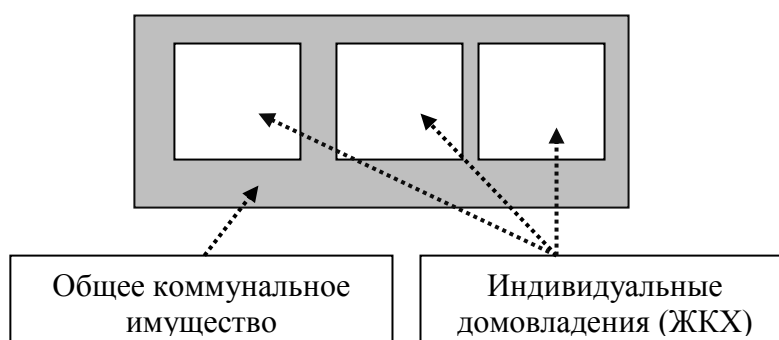 Общее коммунальное
имущество
Индивидуальные
домовладения (ЖКХ)